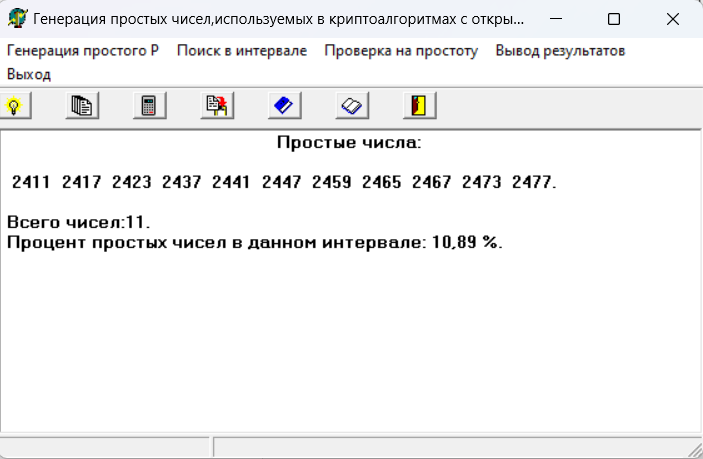 Генерация простых чисел,используемых в криптоалгоритмах с откры...
Генерация простого P Поиск в интервале Проверка на простоту Вывод результатов
Выход
Простые числа:
2411 2417 2423 2437 2441 2447 2459 2465 2467 2473 2477.
Всего чисел:11.
Процент простых чисел в данном интервале: 10,89 %.